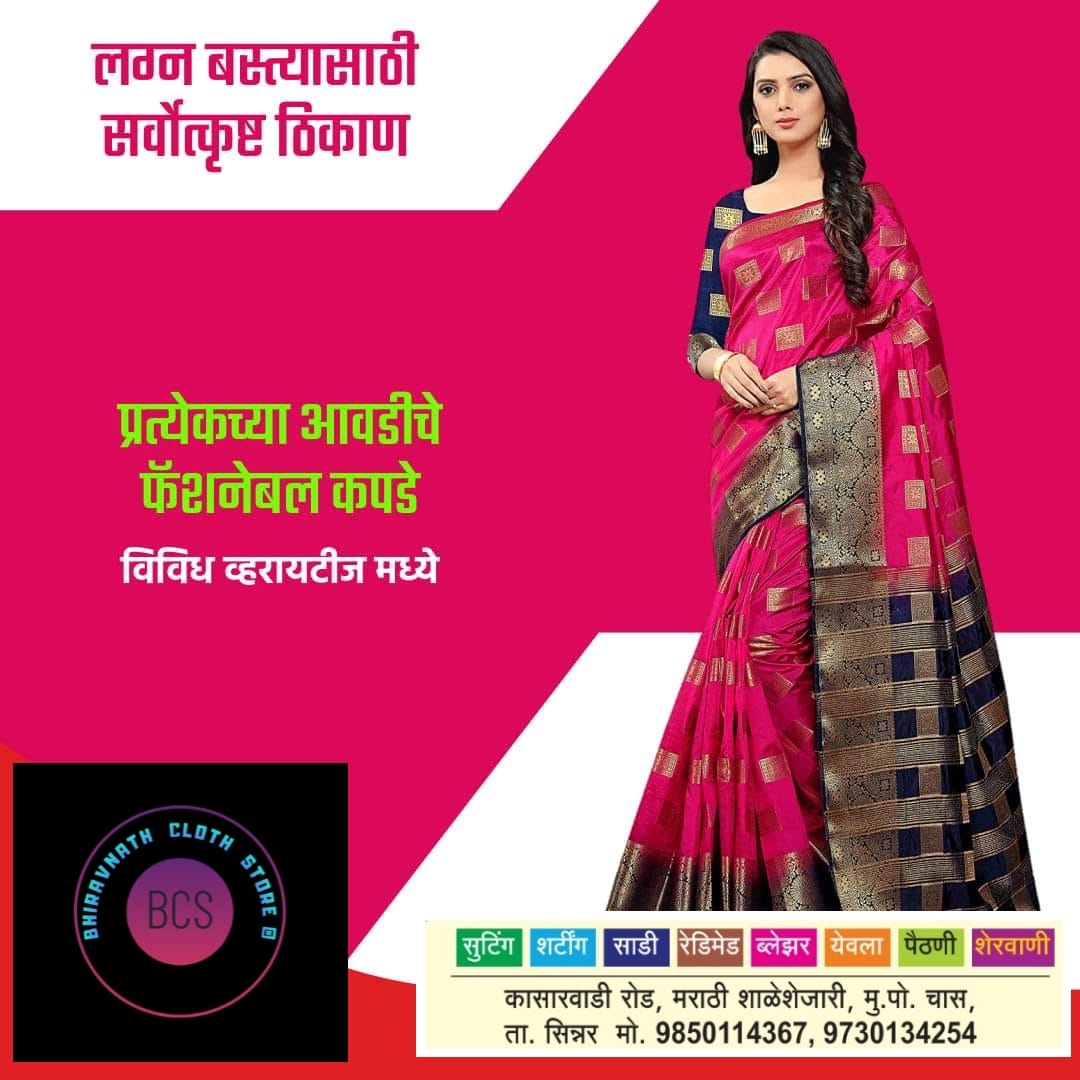 लग्न बस्त्यासाठी
सर्वोत्कृष्ट ठिकाण
प्रत्येकच्या आवडीचे
फॅशनेबल कपडे
विविध व्हरायटीज मध्ये
BHIRAVNATH CLOTH STORE
BCS
सुटिंग शर्टींग साडी रेडिमेड ब्लेझर येवला पैठणी शेरवाणी
कासारवाडी रोड, मराठी शाळेशेजारी, मु.पो. चास,
ता. सिन्नर मो. 9850114367, 9730134254